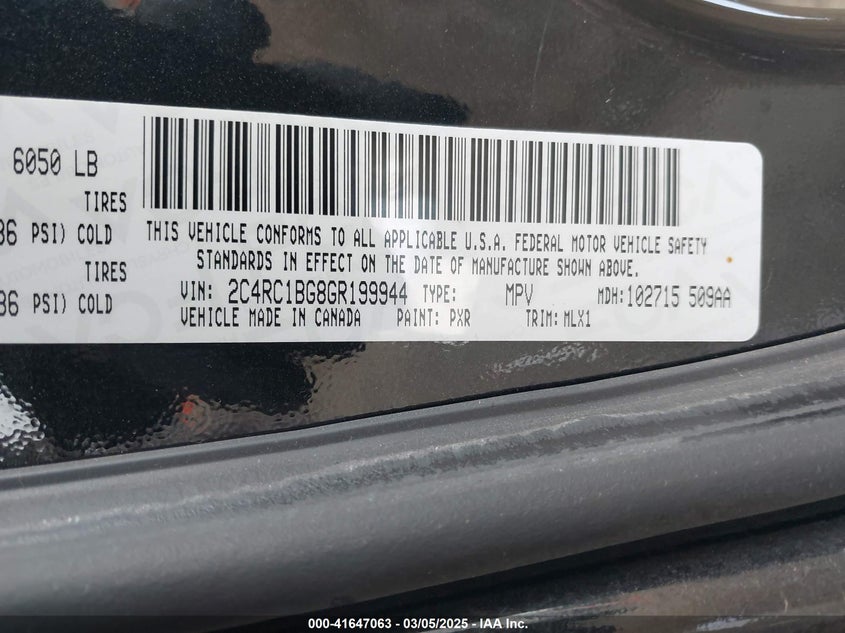 6050 LB
TIRES
36 PSI) COLD
TIRES
36 PSI) COLD
THIS VEHICLE CONFORMS TO ALL APPLICABLE U.S.A. FEDERAL MOTOR VEHICLE SAFETY
STANDARDS IN EFFECT ON THE DATE OF MANUFACTURE SHOWN ABOVE.
VIN: 2C4RC1BG8GR199944 TYPE: MPV MDH: 102715 509AA
VEHICLE MADE IN CANADA PAINT: PXR TRIM: MLX1
000-41647063 - 03/05/2025 - IAA Inc.